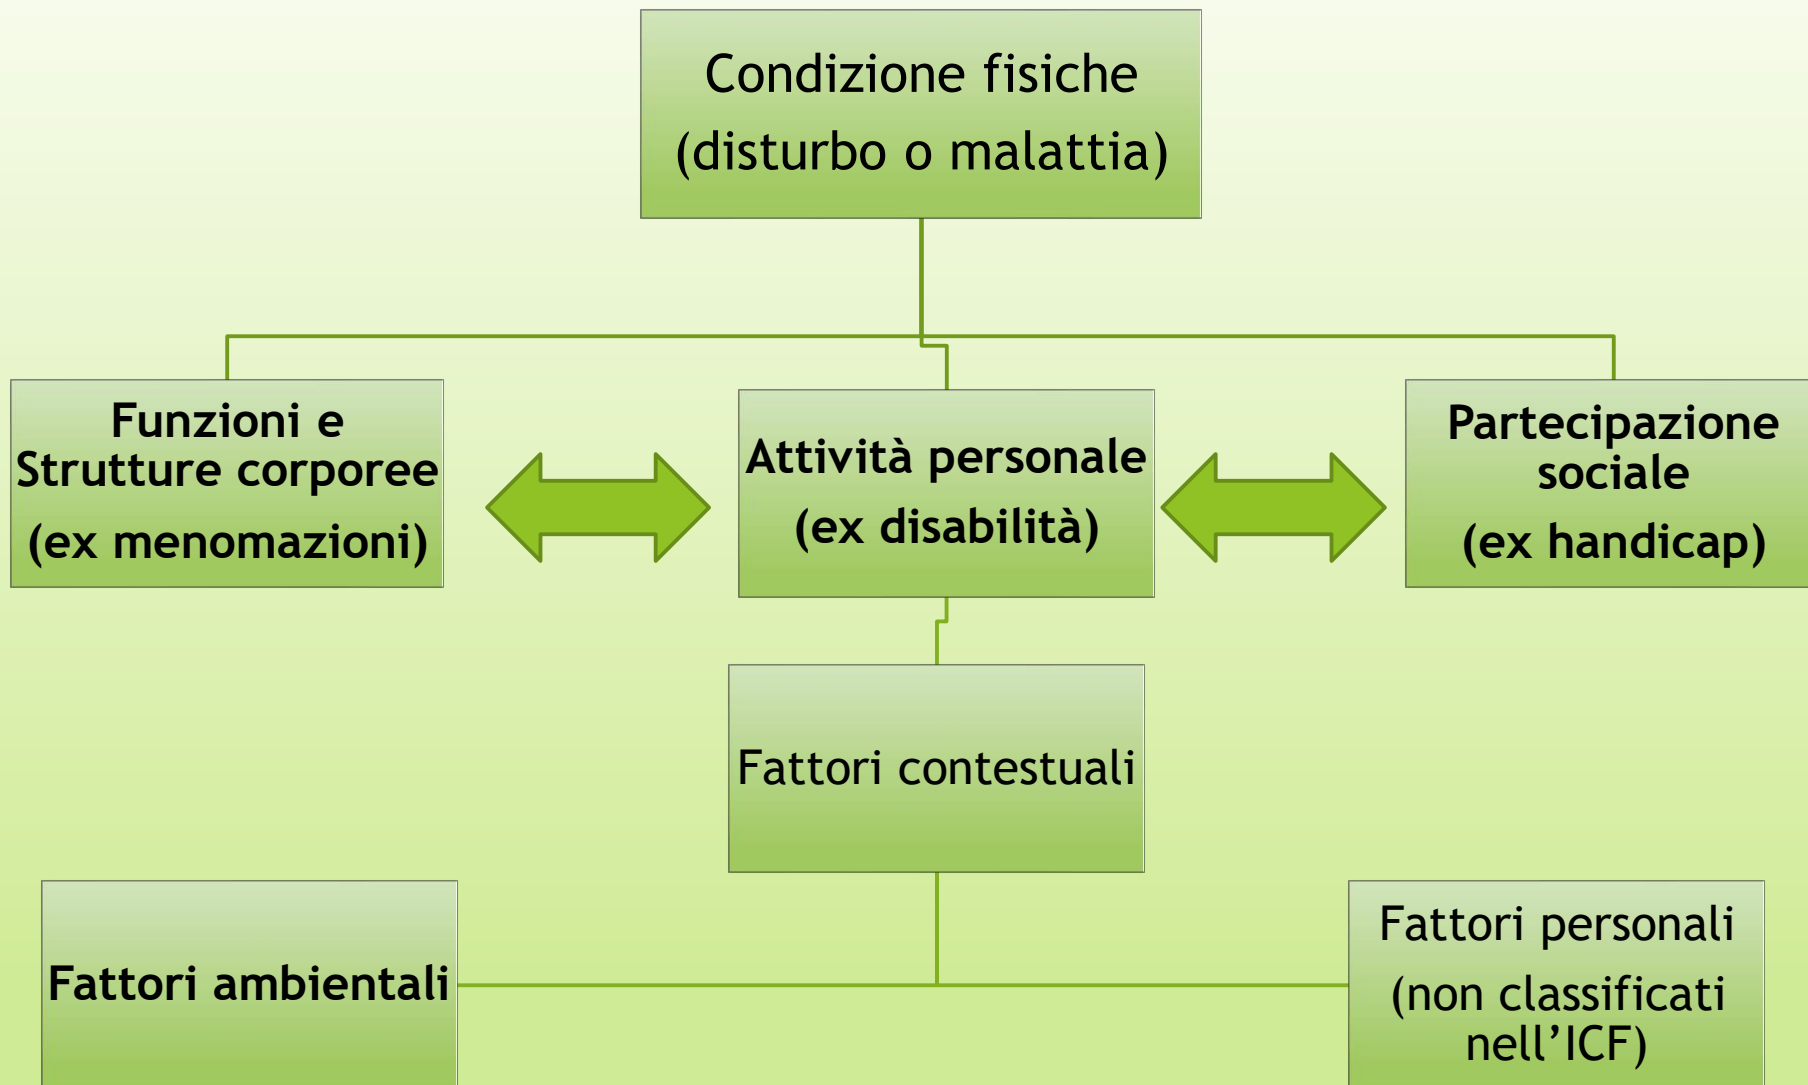 Condizione fisiche
(disturbo o malattia)
Funzioni e
Strutture corporee
(ex menomazioni)
Attività personale
(ex disabilità)
Partecipazione
sociale
(ex handicap)
Fattori contestuali
Fattori ambientali
Fattori personali
(non classificati
nell’ICF)